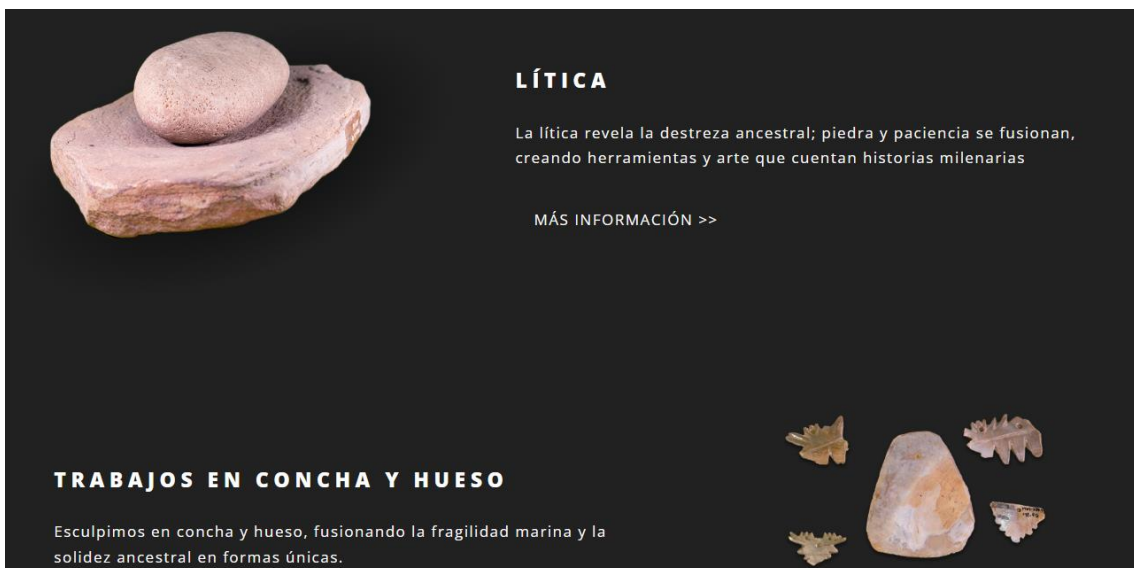 LÍTICA
La lítica revela la destreza ancestral; piedra y paciencia se fusionan,
creando herramientas y arte que cuentan historias milenarias
MÁS INFORMACIÓN >>
TRABAJOS EN CONCHA Y HUESO
Esculpimos en concha y hueso, fusionando la fragilidad marina y la
solidez ancestral en formas únicas.